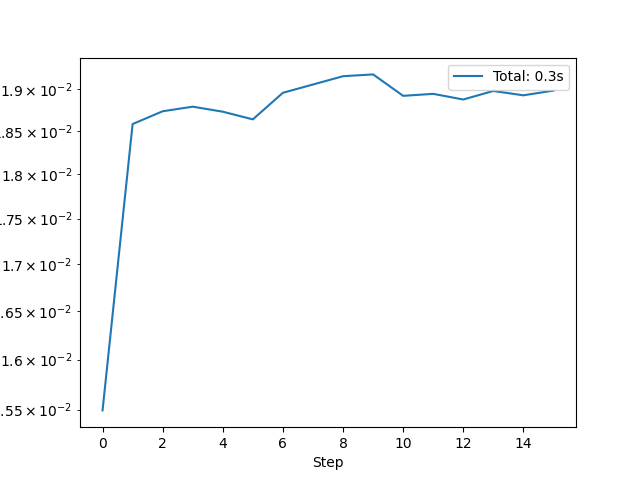 Total: 0.3s
1.9 × 10⁻²
1.85 × 10⁻²
1.8 × 10⁻²
.75 × 10⁻²
1.7 × 10⁻²
.65 × 10⁻²
1.6 × 10⁻²
.55 × 10⁻²
0 2 4 6 8 10 12 14
Step